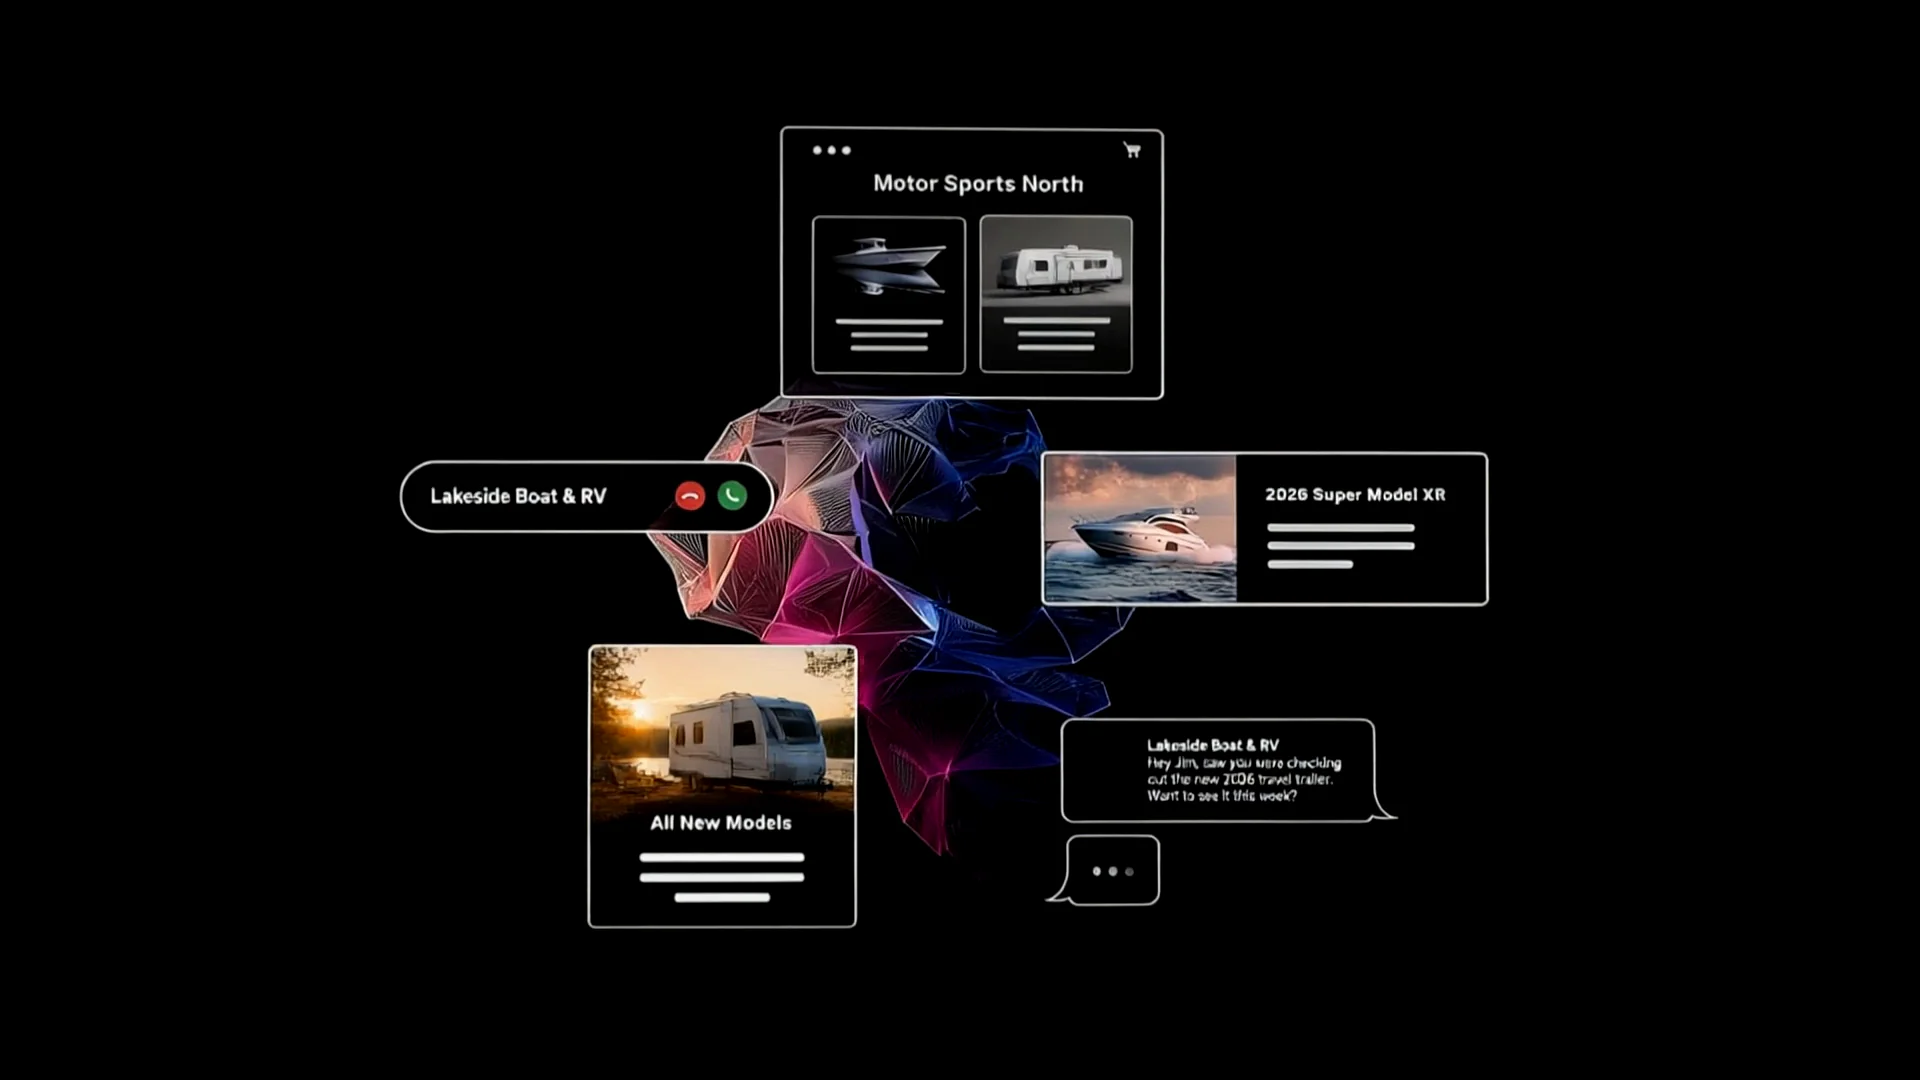 Motor Sports North
Lakeside Boat & RV
2026 Super Model XR
All New Models
Lakeside Boat & RV
Hey Jim, saw you were checking
out the new 2026 travel trailer.
Want to see it this week?